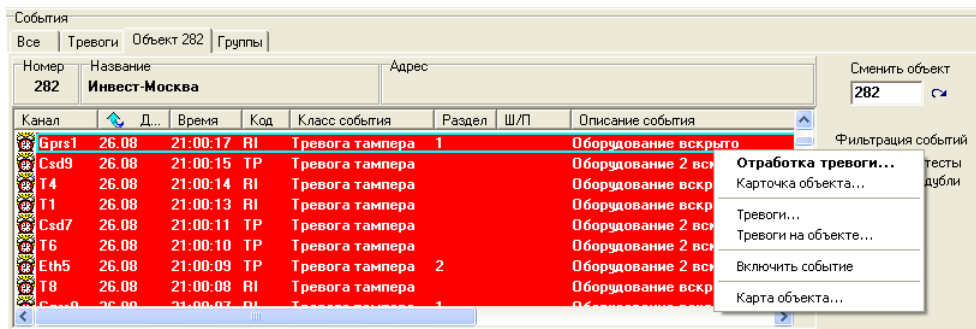 События
Все Тревоги Объект 282 Группы
Номер Название Адрес Сменить объект
282 Инвест-Москва 282
Канал Д... Время Код Класс события Раздел Ш/П Описание события
Фильтрация событий
Gprs1 26.08 21:00:17 RI Тревога тампера 1 Оборудование вскрыто
Csd9 26.08 21:00:15 TP Тревога тампера Оборудование 2 вск Отработка тревоги... тесты
T4 26.08 21:00:14 RI Тревога тампера Оборудование вскр Карточка объекта... дубли
T1 26.08 21:00:13 RI Тревога тампера Оборудование вскр
Csd7 26.08 21:00:11 TP Тревога тампера Оборудование 2 вск Тревоги...
T6 26.08 21:00:10 TP Тревога тампера Оборудование 2 вск Тревоги на объекте...
Eth5 26.08 21:00:09 TP Тревога тампера 2 Оборудование 2 вск Включить событие
T8 26.08 21:00:08 RI Тревога тампера Оборудование вскр
Карта объекта...